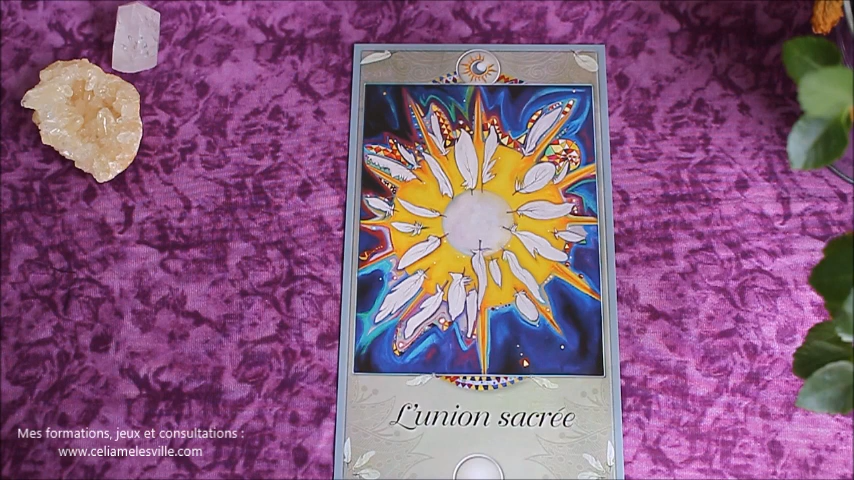 L'union sacrée
Mes formations, jeux et consultations :
www.celiamelesville.com